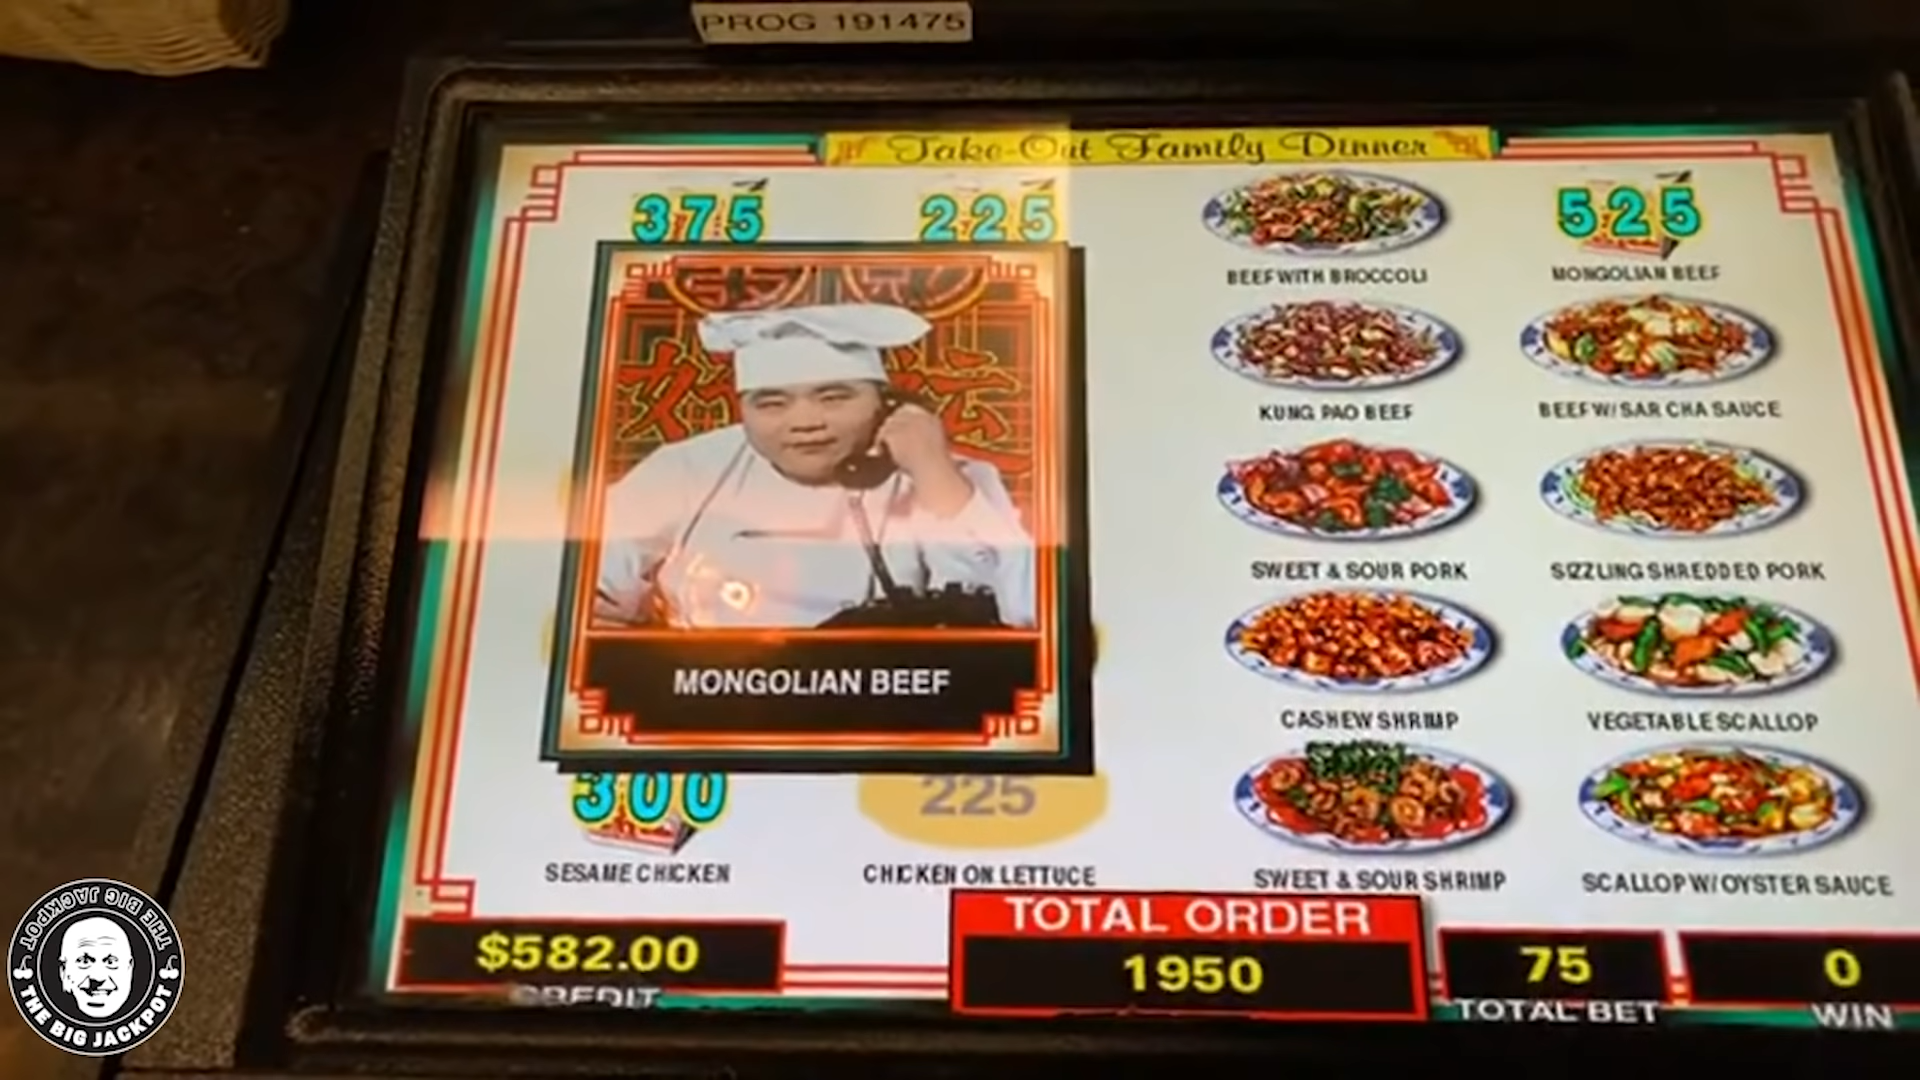 PROG 191475
Take-Out Family Dinner
375
225
525
BEEF WITH BROCCOLI
MONGOLIAN BEEF
KUNG PAO BEEF
BEEF W/ SAR CHA SAUCE
SWEET & SOUR PORK
SIZZLING SHREDDED PORK
MONGOLIAN BEEF
CASHEW SHRIMP
VEGETABLE SCALLOP
300
225
SESAME CHICKEN
CHICKEN ON LETTUCE
SWEET & SOUR SHRIMP
SCALLOP W/ OYSTER SAUCE
$582.00
CREDIT
TOTAL ORDER
1950
75
TOTAL BET
0
WIN
THE BIG JACKPOT
THE BIG JACKPOT